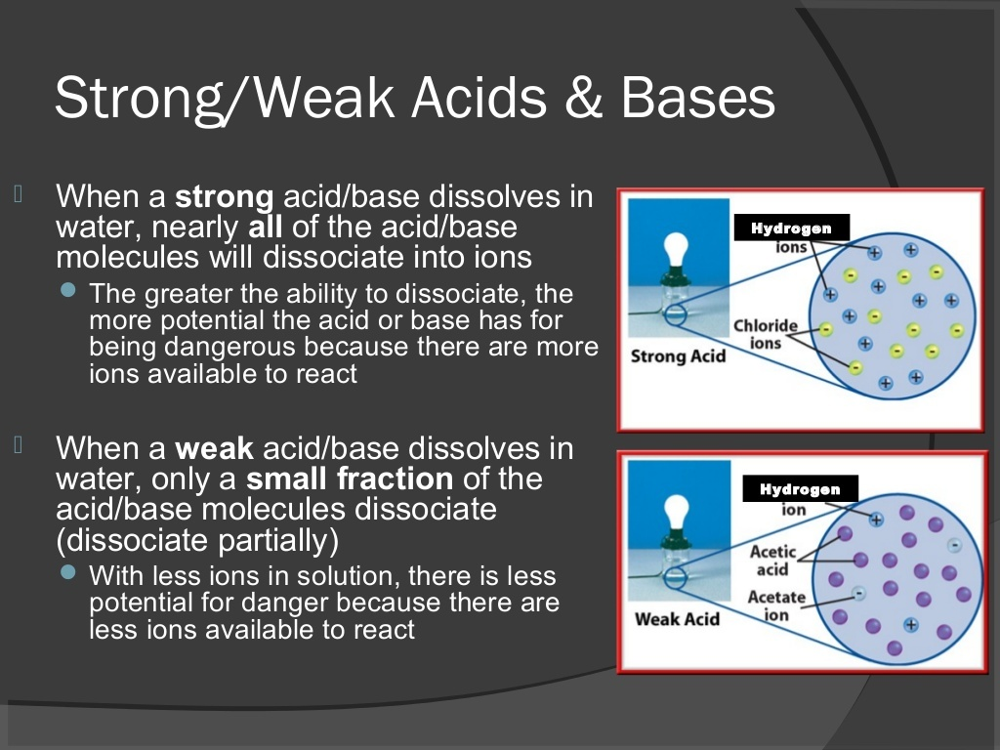 Strong/Weak Acids & Bases
When a strong acid/base dissolves in
water, nearly all of the acid/base
molecules will dissociate into ions
The greater the ability to dissociate, the
more potential the acid or base has for
being dangerous because there are more
ions available to react
When a weak acid/base dissolves in
water, only a small fraction of the
acid/base molecules dissociate
(dissociate partially)
With less ions in solution, there is less
potential for danger because there are
less ions available to react
Hydrogen
ions
Chloride
ions
Strong Acid
Hydrogen
ion
Acetic
acid
Acetate
ion
Weak Acid